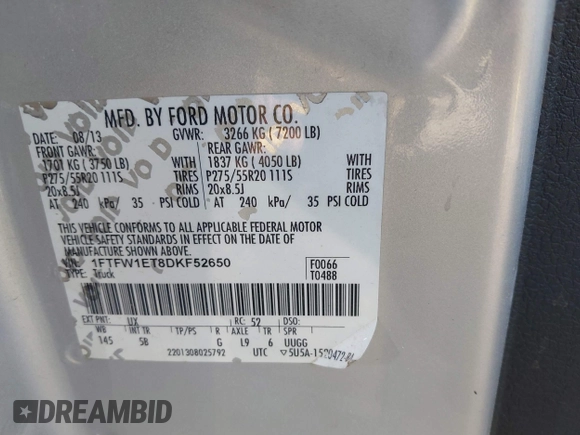 MFD. BY FORD MOTOR CO.
DATE: 08/13 GVWR: 3266 KG ( 7200 LB)
FRONT GAWR: REAR GAWR:
1701 KG ( 3750 LB) WITH 1837 KG ( 4050 LB) WITH
P275/55R20 111S TIRES P275/55R20 111S TIRES
20x8.5J RIMS 20x8.5J RIMS
AT 240 kPa/ 35 PSI COLD AT 240 kPa/ 35 PSI COLD
THIS VEHICLE CONFORMS TO ALL APPLICABLE FEDERAL MOTOR
VEHICLE SAFETY STANDARDS IN EFFECT ON THE DATE OF
MANUFACTURE SHOWN ABOVE.
VIN: 1FTFW1ET8DKF52650 F0066
TYPE: Truck T04BB
EXT PNT: UX RC: 52 DSO:
WB INT TR TP/PS R AXLE TR SPR
145 5B G L9 6 UUGG
2201308025792 UTC
DREAMBID